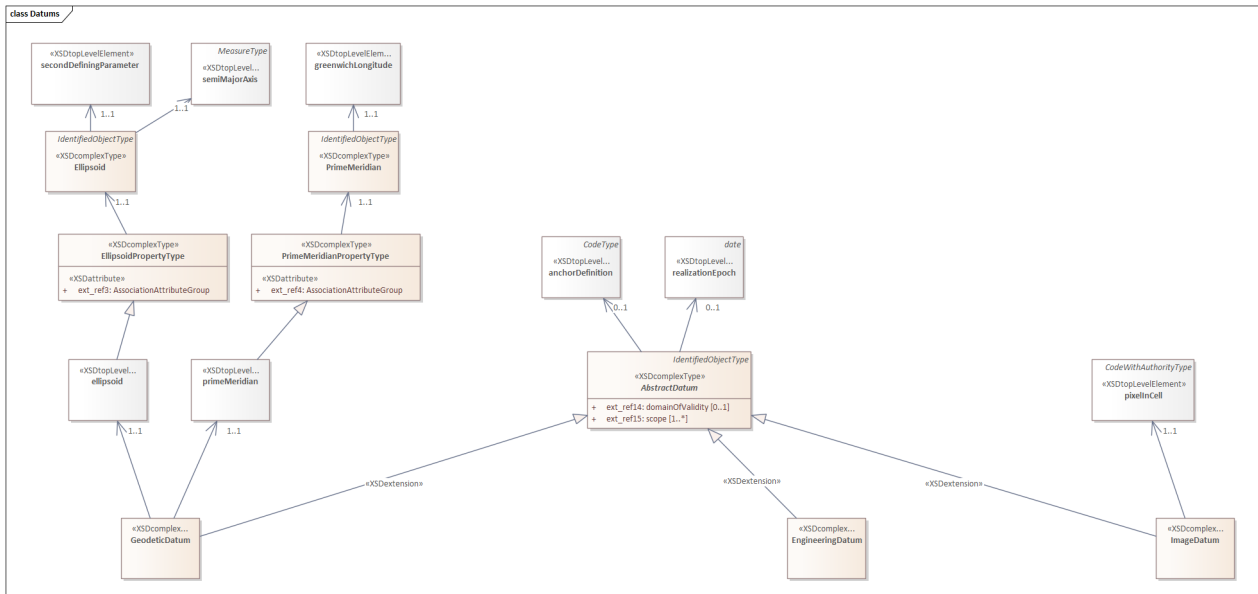 class Datums
«XSDtopLevelElement»
secondDefiningParameter
MeasureType
«XSDtopLevel...
semiMajorAxis
«XSDtopLevelElem...
greenwichLongitude
1..1
1..1
1..1
IdentifiedObjectType
«XSDcomplexType»
Ellipsoid
IdentifiedObjectType
«XSDcomplexType»
PrimeMeridian
1..1
1..1
«XSDcomplexType»
EllipsoidPropertyType
«XSDattribute»
+ ext_ref3: AssociationAttributeGroup
«XSDcomplexType»
PrimeMeridianPropertyType
«XSDattribute»
+ ext_ref4: AssociationAttributeGroup
CodeType
«XSDtopLevel...
anchorDefinition
date
«XSDtopLevel...
realizationEpoch
0..1
0..1
«XSDtopLevel...
ellipsoid
«XSDtopLevel...
primeMeridian
IdentifiedObjectType
«XSDcomplexType»
AbstractDatum
+ ext_ref14: domainOfValidity [0..1]
+ ext_ref15: scope [1..*]
CodeWithAuthorityType
«XSDtopLevelElement»
pixelInCell
1..1
1..1
1..1
«XSDextension»
«XSDextension»
«XSDextension»
«XSDcomplex...
GeodeticDatum
«XSDcomplex...
EngineeringDatum
«XSDcomplex...
ImageDatum